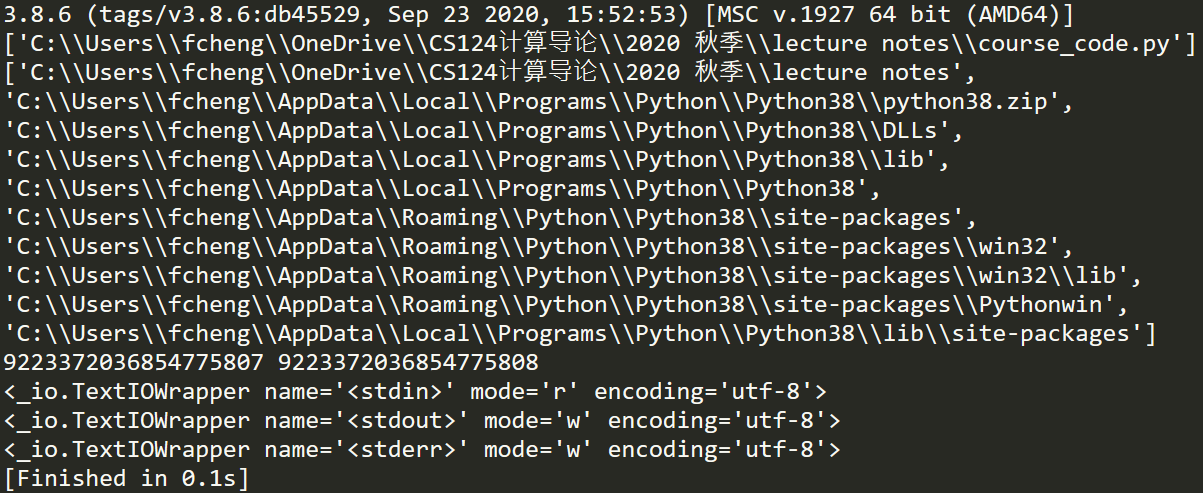 3.8.6 (tags/v3.8.6:db45529, Sep 23 2020, 15:52:53) [MSC v.1927 64 bit (AMD64)]
['C:\\Users\\fcheng\\OneDrive\\CS124计算导论\\2020 秋季\\lecture notes\\course_code.py']
['C:\\Users\\fcheng\\OneDrive\\CS124计算导论\\2020 秋季\\lecture notes',
'C:\\Users\\fcheng\\AppData\\Local\\Programs\\Python\\Python38\\python38.zip',
'C:\\Users\\fcheng\\AppData\\Local\\Programs\\Python\\Python38\\DLLs',
'C:\\Users\\fcheng\\AppData\\Local\\Programs\\Python\\Python38\\lib',
'C:\\Users\\fcheng\\AppData\\Local\\Programs\\Python\\Python38',
'C:\\Users\\fcheng\\AppData\\Roaming\\Python\\Python38\\site-packages',
'C:\\Users\\fcheng\\AppData\\Roaming\\Python\\Python38\\site-packages\\win32',
'C:\\Users\\fcheng\\AppData\\Roaming\\Python\\Python38\\site-packages\\win32\\lib',
'C:\\Users\\fcheng\\AppData\\Roaming\\Python\\Python38\\site-packages\\Pythonwin',
'C:\\Users\\fcheng\\AppData\\Local\\Programs\\Python\\Python38\\lib\\site-packages']
9223372036854775807 9223372036854775808
<_io.TextIOWrapper name='<stdin>' mode='r' encoding='utf-8'>
<_io.TextIOWrapper name='<stdout>' mode='w' encoding='utf-8'>
<_io.TextIOWrapper name='<stderr>' mode='w' encoding='utf-8'>
[Finished in 0.1s]